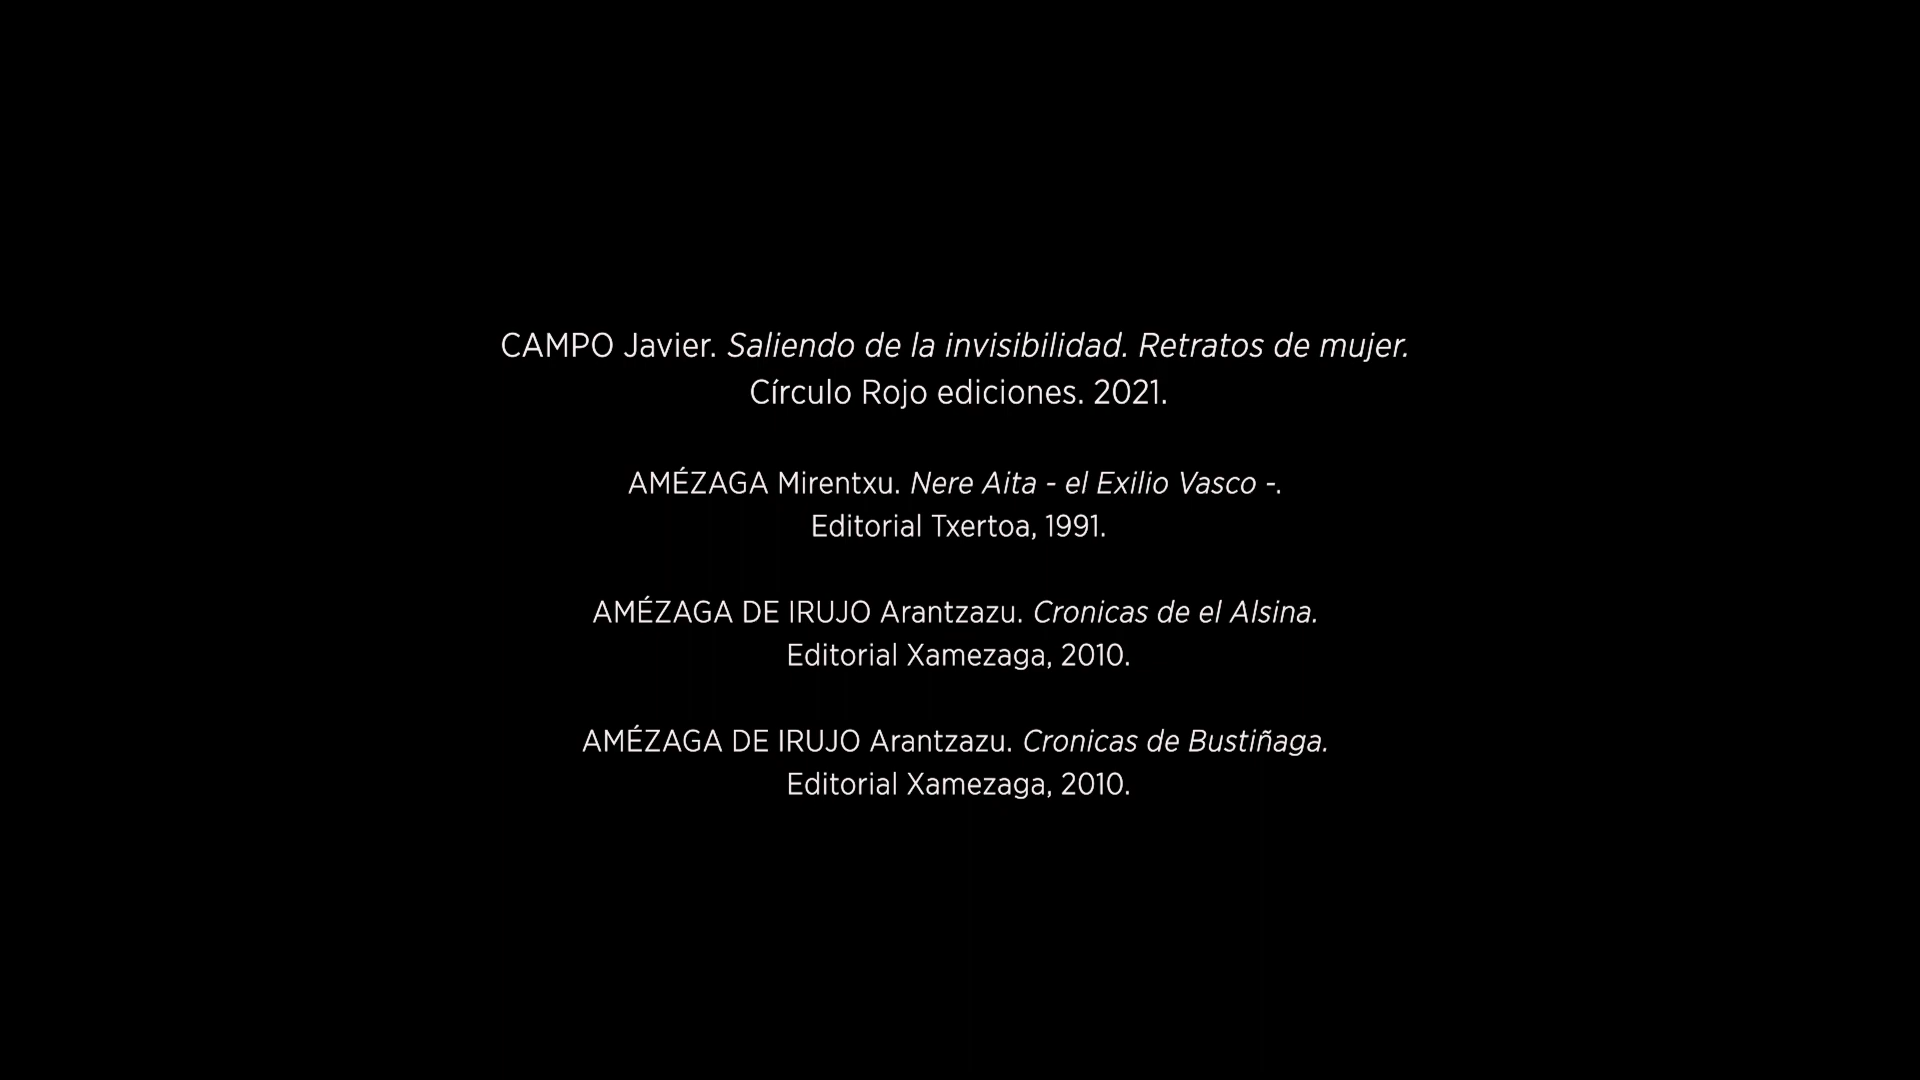 CAMPO Javier. Saliendo de la invisibilidad. Retratos de mujer.
Círculo Rojo ediciones. 2021.
AMÉZAGA Mirentxu. Nere Aita - el Exilio Vasco -.
Editorial Txertoa, 1991.
AMÉZAGA DE IRUJO Arantzazu. Cronicas de el Alsina.
Editorial Xamezaga, 2010.
AMÉZAGA DE IRUJO Arantzazu. Cronicas de Bustiñaga.
Editorial Xamezaga, 2010.